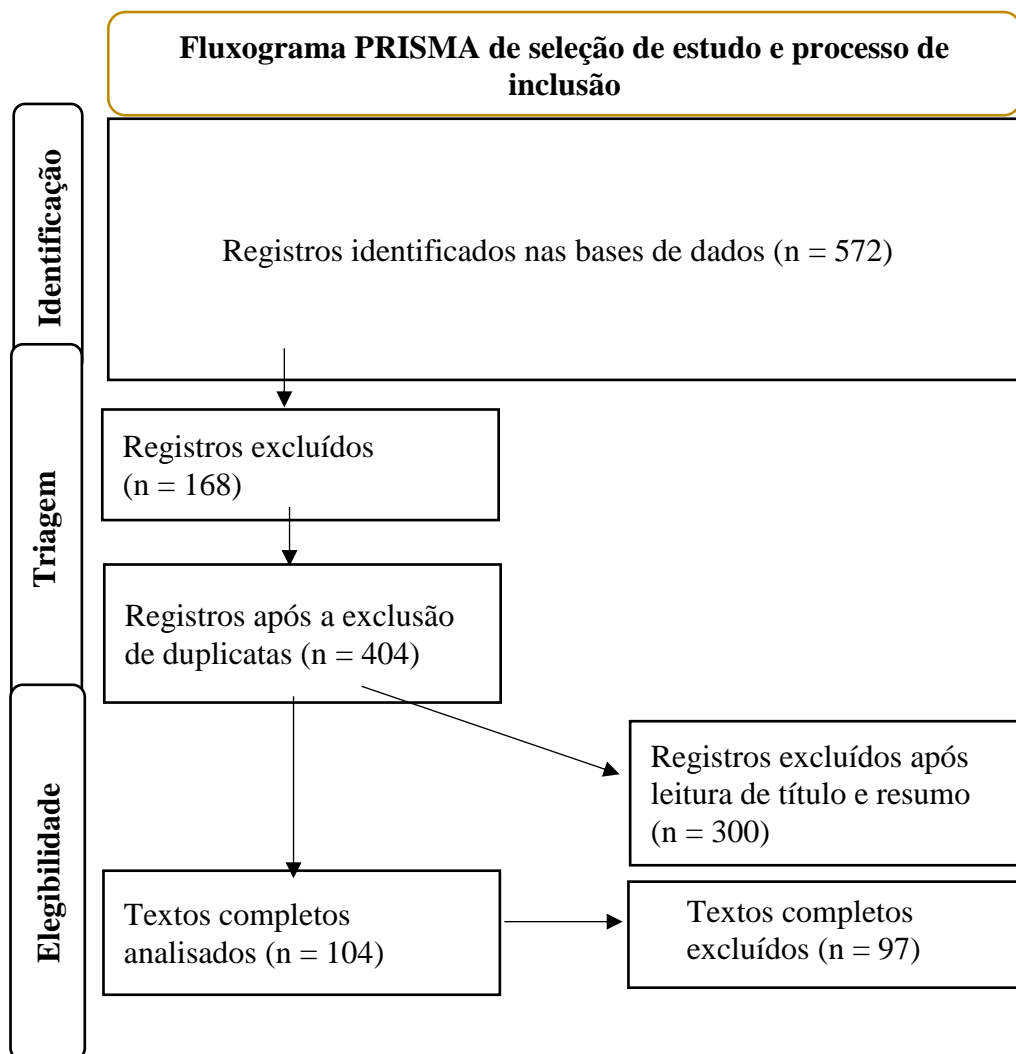 Fluxograma PRISMA de seleção de estudo e processo de
inclusão
Identificação
Registros identificados nas bases de dados (n = 572)
Triagem
Registros excluídos
(n = 168)
Registros após a exclusão
de duplicatas (n = 404)
Elegibilidade
Registros excluídos após
leitura de título e resumo
(n = 300)
Textos completos
analisados (n = 104)
Textos completos
excluídos (n = 97)